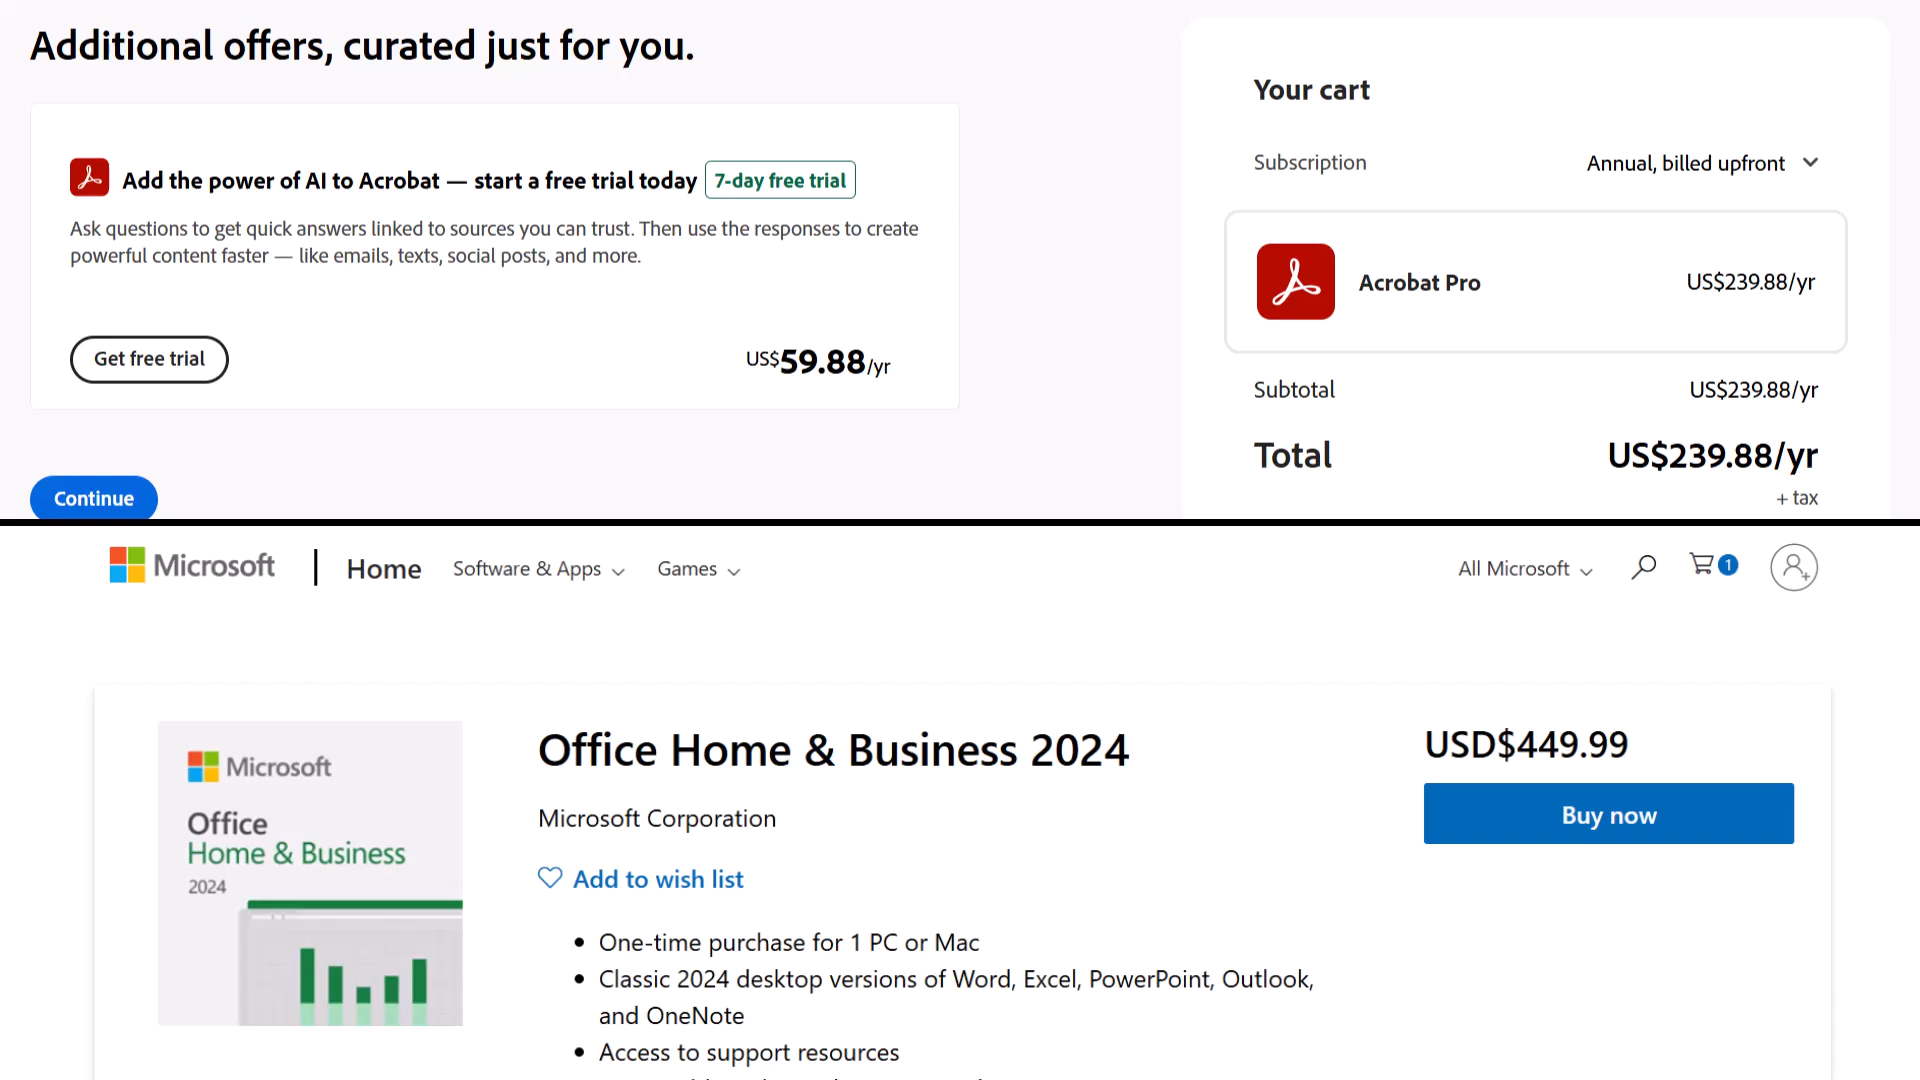 Additional offers, curated just for you.
Add the power of AI to Acrobat — start a free trial today
7-day free trial
Ask questions to get quick answers linked to sources you can trust. Then use the responses to create
powerful content faster — like emails, texts, social posts, and more.
Get free trial
US$59.88/yr
Continue
Your cart
Subscription
Annual, billed upfront
Acrobat Pro
US$239.88/yr
Subtotal
US$239.88/yr
Total
US$239.88/yr
+ tax
Microsoft
Home
Software & Apps
Games
All Microsoft
1
Microsoft
Office
Home & Business
2024
Office Home & Business 2024
Microsoft Corporation
Add to wish list
• One-time purchase for 1 PC or Mac
• Classic 2024 desktop versions of Word, Excel, PowerPoint, Outlook,
and OneNote
• Access to support resources
USD$449.99
Buy now